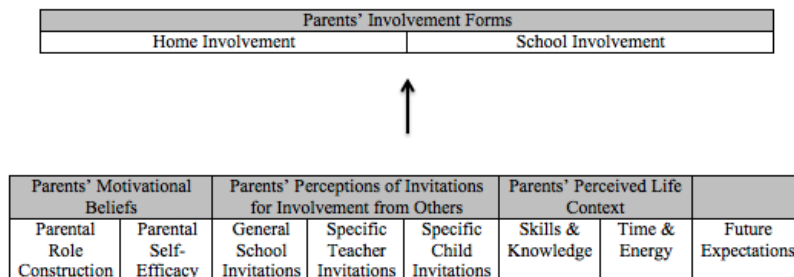 Parents' Involvement Forms
Home Involvement School Involvement
Parents' Motivational Beliefs
Parents' Perceptions of Invitations for Involvement from Others
Parents' Perceived Life Context
Parental Role Construction
Parental Self-Efficacy
General School Invitations
Specific Teacher Invitations
Specific Child Invitations
Skills & Knowledge
Time & Energy
Future Expectations